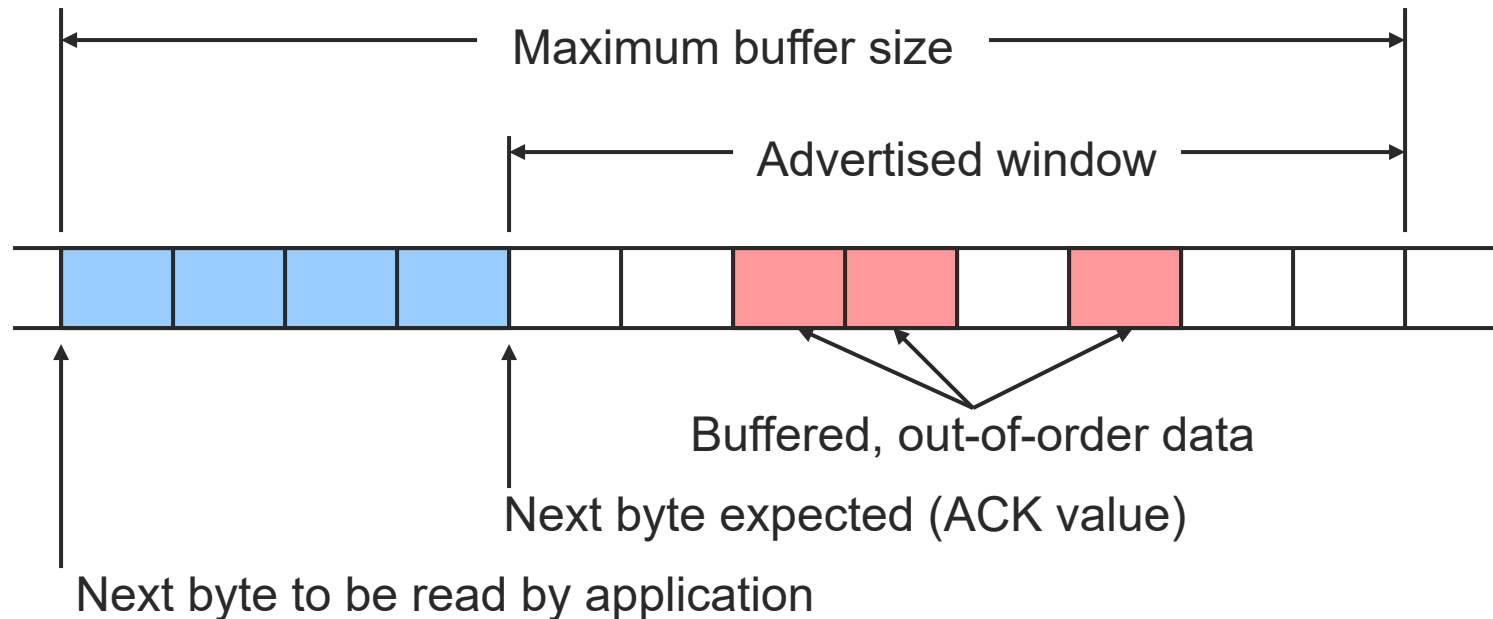 Maximum buffer size
Advertised window
Buffered, out-of-order data
Next byte expected (ACK value)
Next byte to be read by application